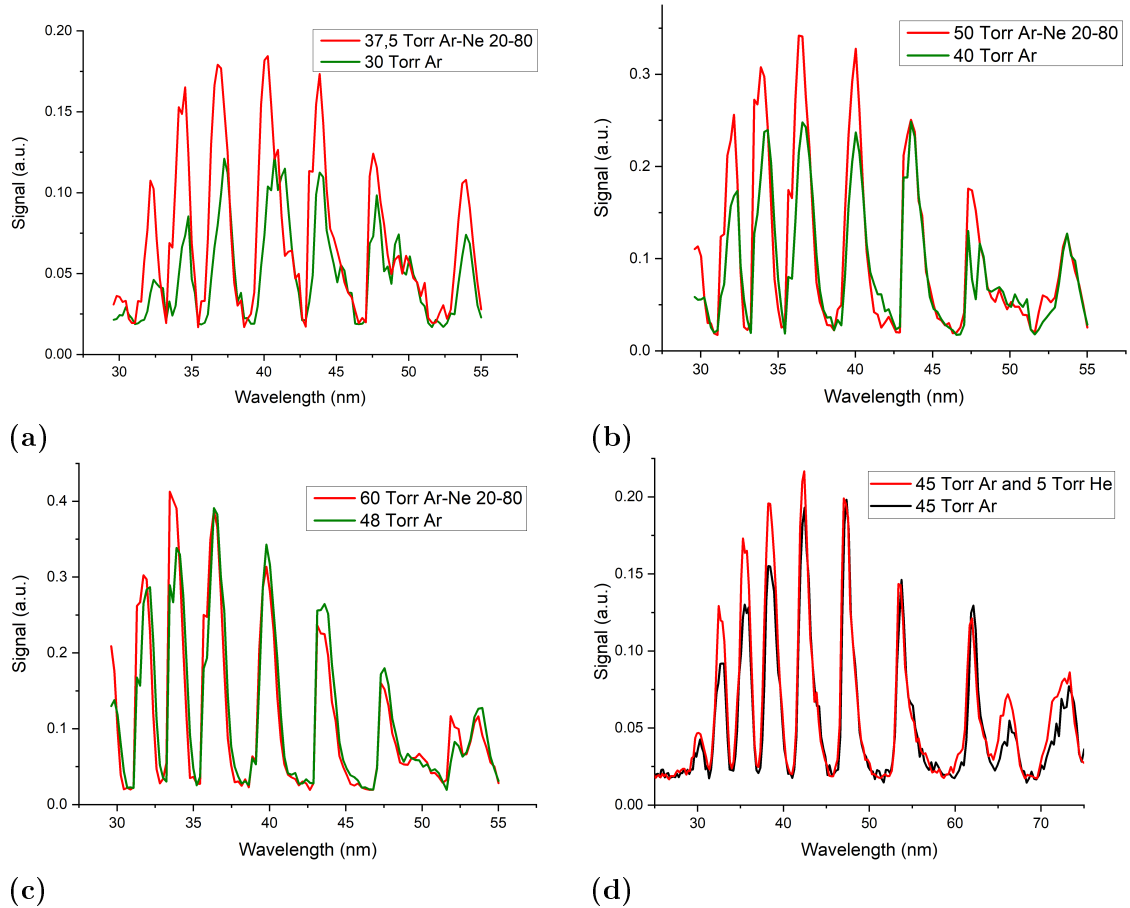 37,5 Torr Ar-Ne 20-80
30 Torr Ar
0.20
0.15
0.10
0.05
0.00
Signal (a.u.)
30 35 40 45 50 55
Wavelength (nm)
(a)
50 Torr Ar-Ne 20-80
40 Torr Ar
0.3
0.2
0.1
0.0
Signal (a.u.)
30 35 40 45 50 55
Wavelength (nm)
(b)
60 Torr Ar-Ne 20-80
48 Torr Ar
0.4
0.3
0.2
0.1
0.0
Signal (a.u.)
30 35 40 45 50 55
Wavelength (nm)
(c)
45 Torr Ar and 5 Torr He
45 Torr Ar
0.20
0.15
0.10
0.05
0.00
Signal (a.u.)
30 40 50 60 70
Wavelength (nm)
(d)